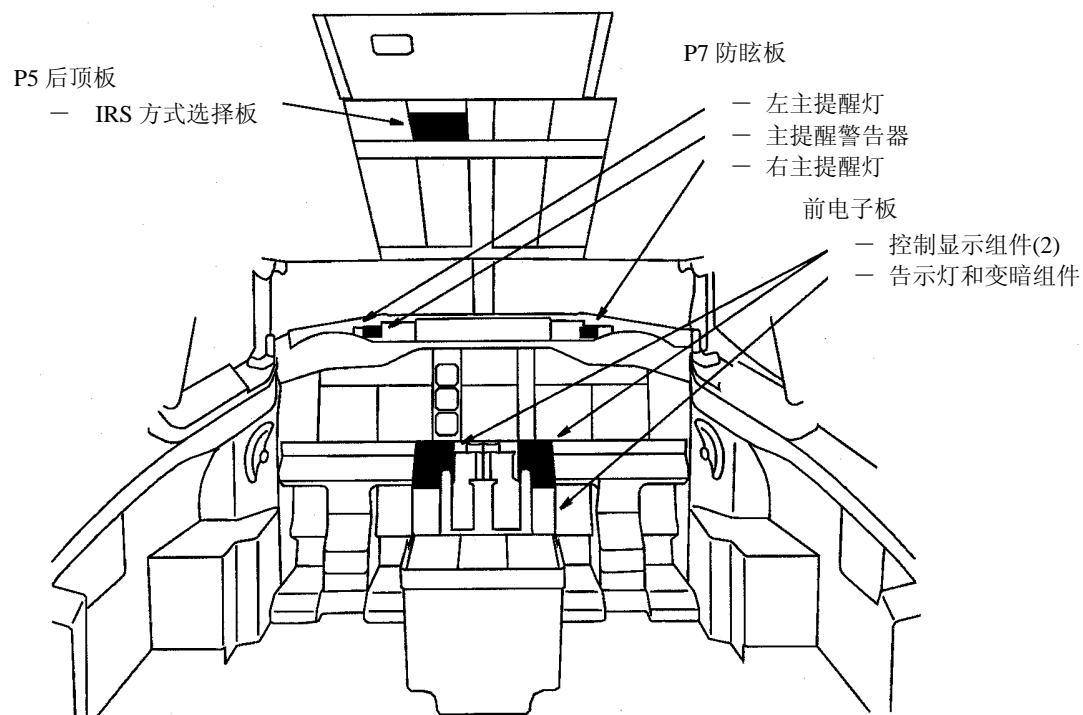 P5 后顶板
－ IRS 方式选择板
P7 防眩板
－ 左主提醒灯
－ 主提醒警告器
－ 右主提醒灯
前电子板
－ 控制显示组件(2)
－ 告示灯和变暗组件